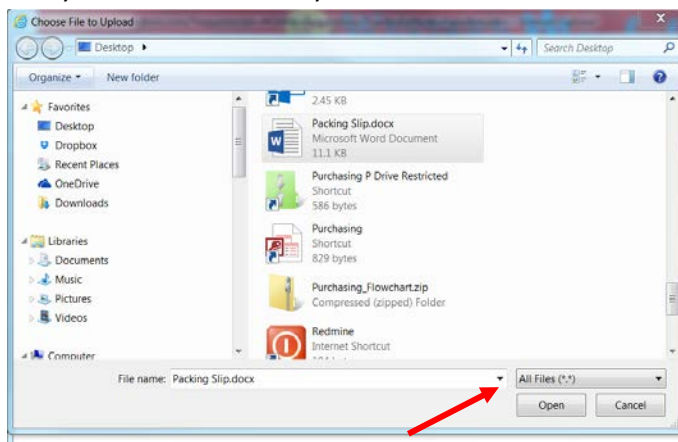 Choose File to Upload
Desktop
Search Desktop
Organize
New folder
Favorites
Desktop
Dropbox
Recent Places
OneDrive
Downloads
Libraries
Documents
Music
Pictures
Videos
Computer
2.45 KB
Packing Slip.docx
Microsoft Word Document
11.1 KB
Purchasing P Drive Restricted
Shortcut
586 bytes
Purchasing
Shortcut
829 bytes
Purchasing_Flowchart.zip
Compressed (zipped) Folder
Redmine
Internet Shortcut
File name: Packing Slip.docx
All Files (*.*)
Open
Cancel